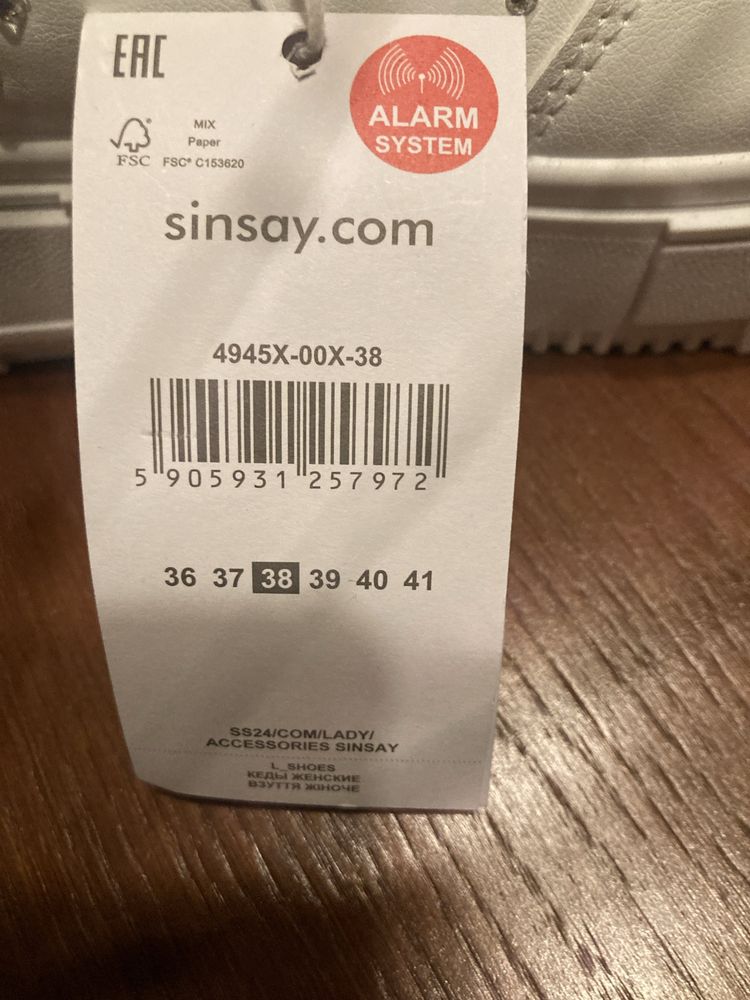 EAC
ALARM
SYSTEM
FSC
MIX
Paper
FSC® C153620
sinsay.com
4945X-00X-38
5 905931 257972
36 37 38 39 40 41
SS24/COM/LADY/
ACCESSORIES SINSAY
L_SHOES
КЕДЫ ЖЕНСКИЕ
ВЗУТТЯ ЖІНОЧЕ